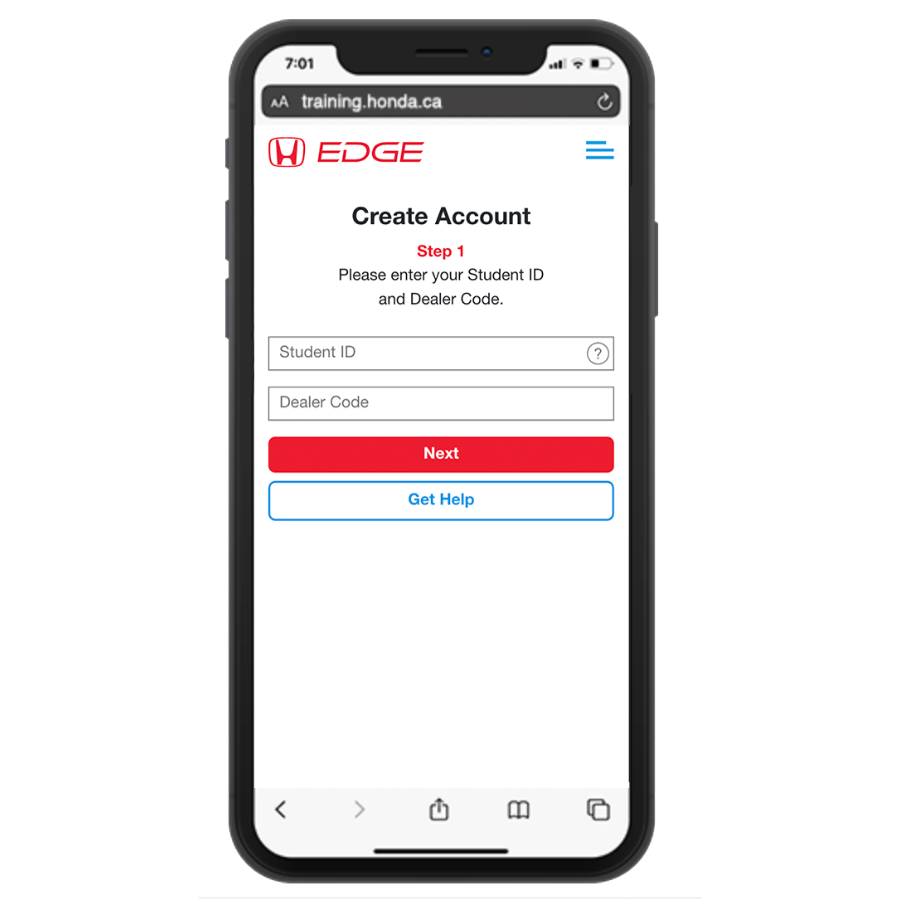 7:01
AA training.honda.ca
EDGE
Create Account
Step 1
Please enter your Student ID
and Dealer Code.
Student ID ?
Dealer Code
Next
Get Help